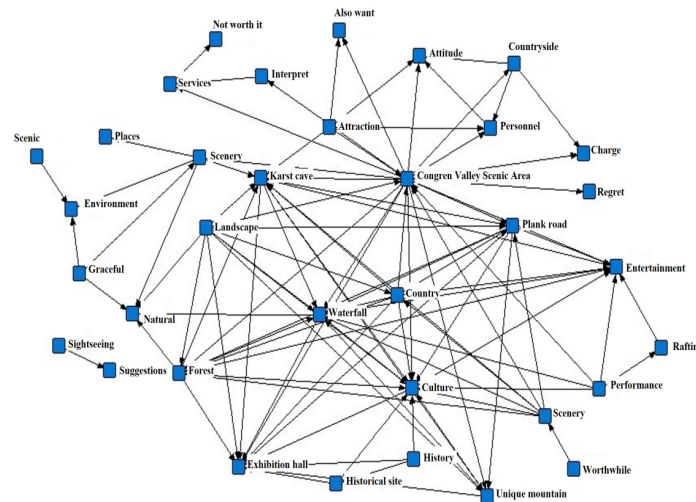 Not worth it
Also want
Attitude
Countryside
Services
Interpret
Attraction
Personnel
Scenic
Places
Scenery
Charge
Karst cave
Congren Valley Scenic Area
Regret
Environment
Landscape
Plank road
Graceful
Entertainment
Natural
Waterfall
Country
Sightseeing
Suggestions
Forest
Raftin
Culture
Performance
Scenery
Exhibition hall
History
Worthwhile
Historical site
Unique mountain